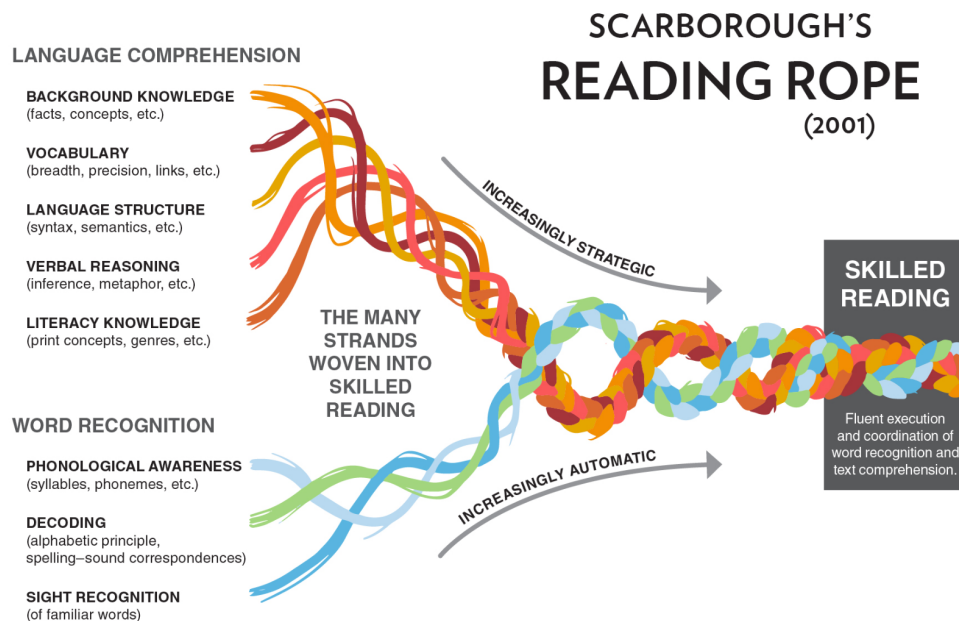 SCARBOROUGH'S
READING ROPE
(2001)
LANGUAGE COMPREHENSION
BACKGROUND KNOWLEDGE
(facts, concepts, etc.)
VOCABULARY
(breadth, precision, links, etc.)
LANGUAGE STRUCTURE
(syntax, semantics, etc.)
VERBAL REASONING
(inference, metaphor, etc.)
LITERACY KNOWLEDGE
(print concepts, genres, etc.)
WORD RECOGNITION
PHONOLOGICAL AWARENESS
(syllables, phonemes, etc.)
DECODING
(alphabetic principle,
spelling–sound correspondences)
SIGHT RECOGNITION
(of familiar words)
THE MANY
STRANDS
WOVEN INTO
SKILLED
READING
INCREASINGLY STRATEGIC
INCREASINGLY AUTOMATIC
SKILLED
READING
Fluent execution
and coordination of
word recognition and
text comprehension.